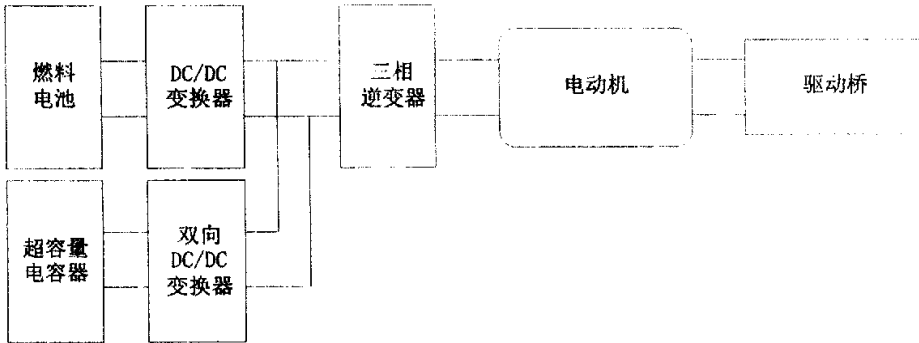 燃料
电池
DC/DC
变换器
三相
逆变器
电动机
驱动桥
超容量
电容器
双向
DC/DC
变换器